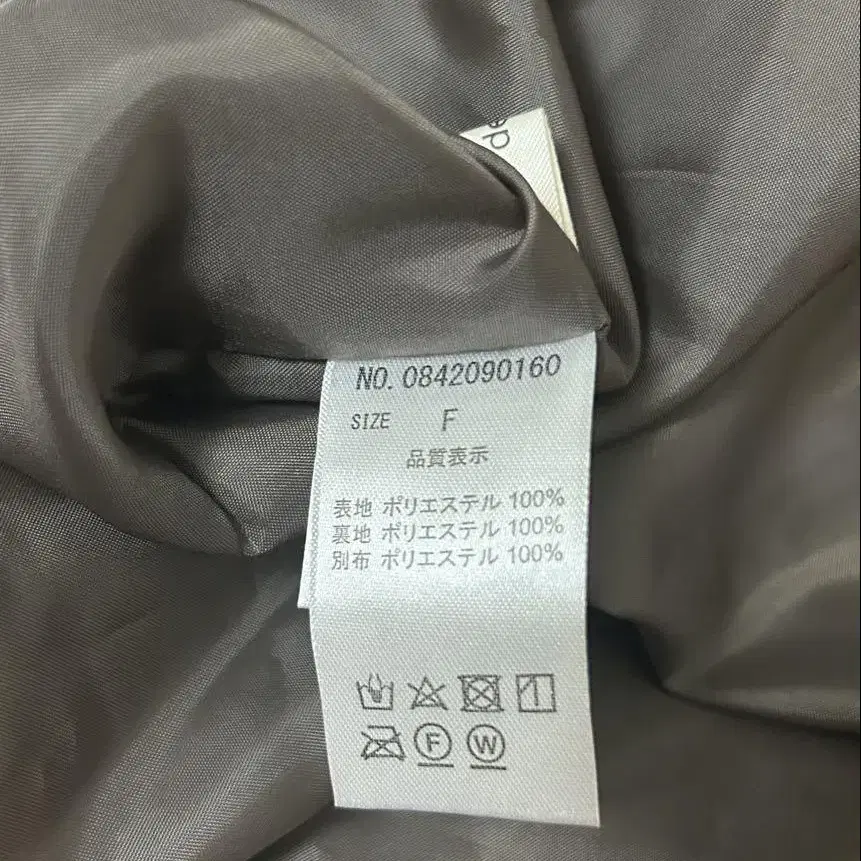 NO. 0842090160
SIZE F
品質表示
表地 ポリエステル 100%
裏地 ポリエステル 100%
別布 ポリエステル 100%
F W